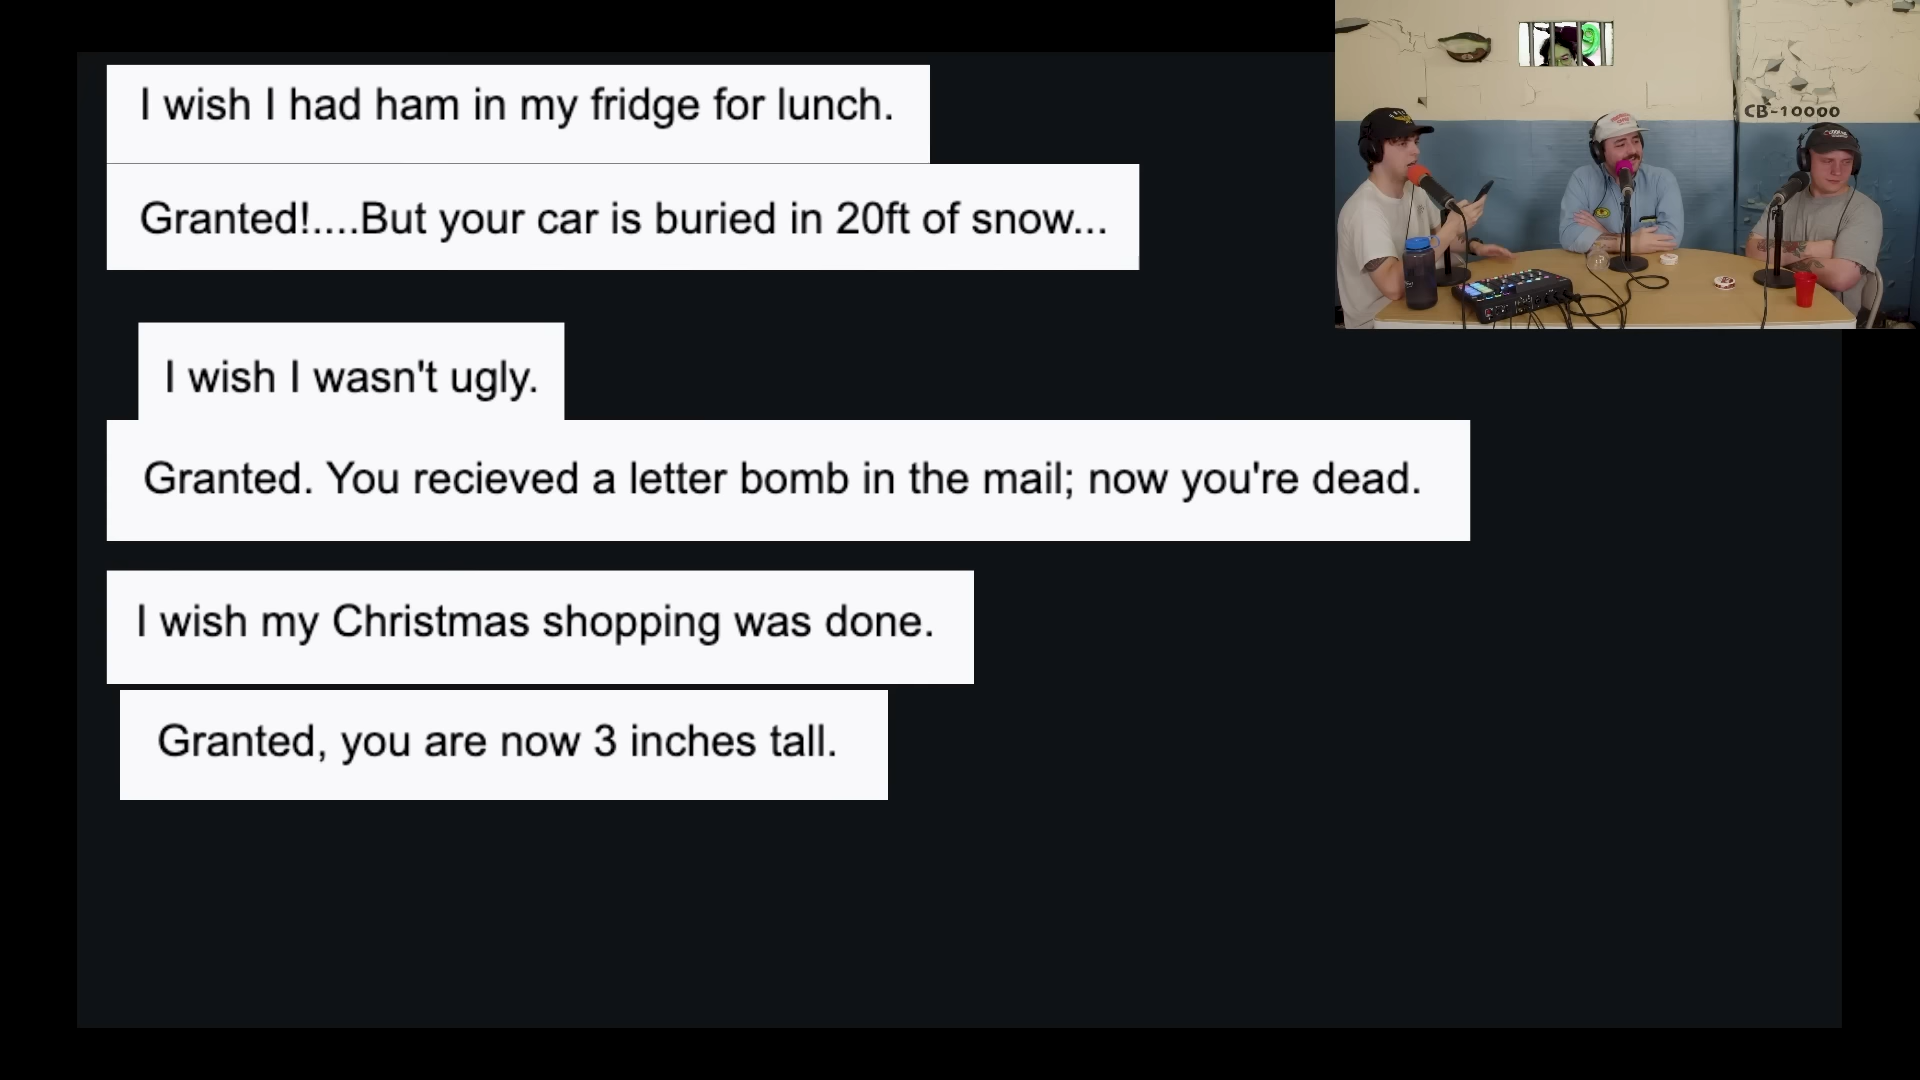 I wish I had ham in my fridge for lunch.
Granted!....But your car is buried in 20ft of snow...
I wish I wasn't ugly.
Granted. You recieved a letter bomb in the mail; now you're dead.
I wish my Christmas shopping was done.
Granted, you are now 3 inches tall.
CB-10000